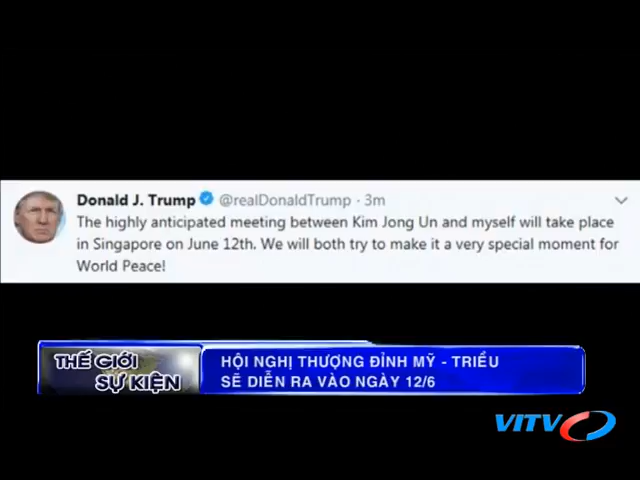 Donald J. Trump @realDonaldTrump · 3m
The highly anticipated meeting between Kim Jong Un and myself will take place
in Singapore on June 12th. We will both try to make it a very special moment for
World Peace!
THẾ GIỚI
SỰ KIỆN
HỘI NGHỊ THƯỢNG ĐỈNH MỸ - TRIỀU
SẼ DIỄN RA VÀO NGÀY 12/6
VITV